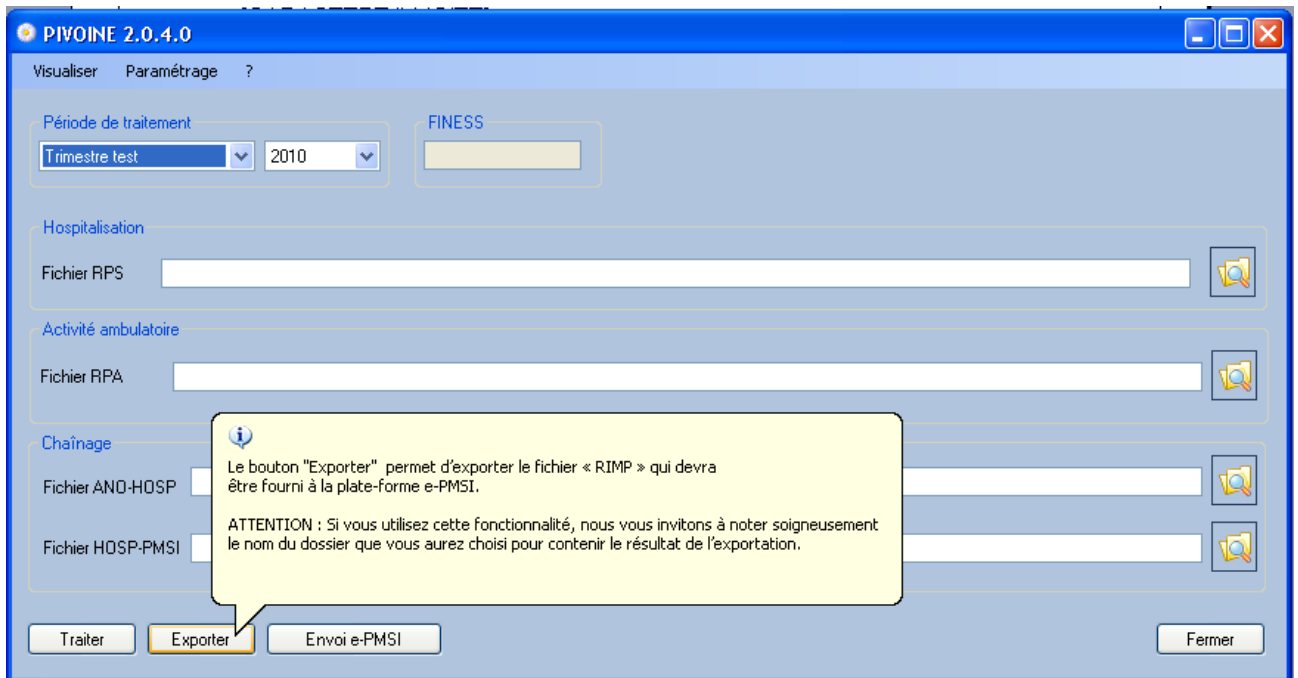 PIVOINE 2.0.4.0
Visualiser Paramétrage ?
Période de traitement FINESS
Trimestre test 2010
Hospitalisation
Fichier RPS
Activité ambulatoire
Fichier RPA
Chaînage
Fichier ANO-HOSP
Fichier HOSP-PMSI
Le bouton "Exporter" permet d'exporter le fichier « RIMP » qui devra
être fourni à la plate-forme e-PMSI.
ATTENTION : Si vous utilisez cette fonctionnalité, nous vous invitons à noter soigneusement
le nom du dossier que vous aurez choisi pour contenir le résultat de l'exportation.
Traiter Exporter Envoi e-PMSI Fermer